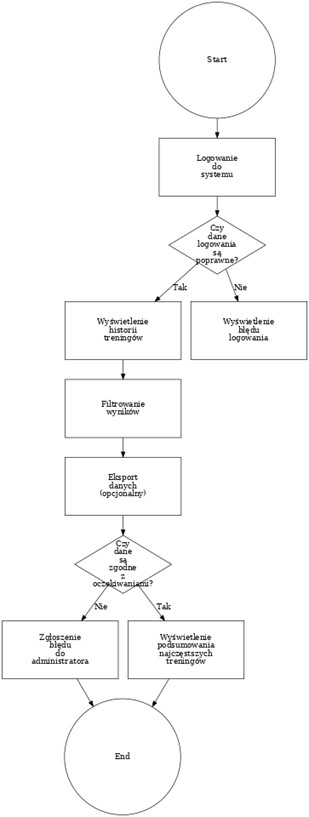 Start
Logowanie
do
systemu
Czy
dane
logowania
są
poprawne?
Tak
Nie
Wyświetlenie
historii
treningów
Wyświetlenie
błędu
logowania
Filtrowanie
wyników
Eksport
danych
(opcjonalny)
Czy
dane
są
zgodne
z
oczekiwaniami?
Nie
Tak
Zgłoszenie
błędu
do
administratora
Wyświetlenie
podsumowania
najczęstszych
treningów
End